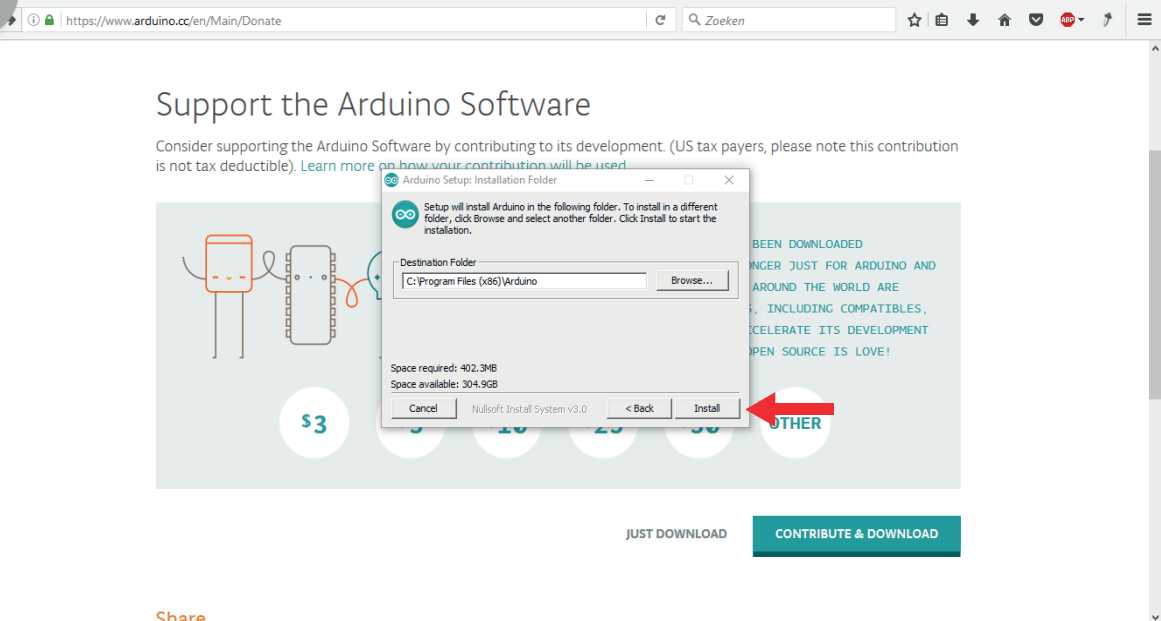 https://www.arduino.cc/en/Main/Donate
Zoeken
ABP
Support the Arduino Software
Consider supporting the Arduino Software by contributing to its development. (US tax payers, please note this contribution
is not tax deductible). Learn more on how your contribution will be used.
Arduino Setup: Installation Folder
Setup will install Arduino in the following folder. To install in a different
folder, click Browse and select another folder. Click Install to start the
installation.
Destination Folder
C:\Program Files (x86)\Arduino
Browse...
Space required: 402.3MB
Space available: 304.9GB
Cancel
Nullsoft Install System v3.0
< Back
Install
BEEN DOWNLOADED
JUST FOR ARDUINO AND
AROUND THE WORLD ARE
INCLUDING COMPATIBLES,
ITS DEVELOPMENT
OPEN SOURCE IS LOVE!
$3
OTHER
JUST DOWNLOAD
CONTRIBUTE & DOWNLOAD
Share